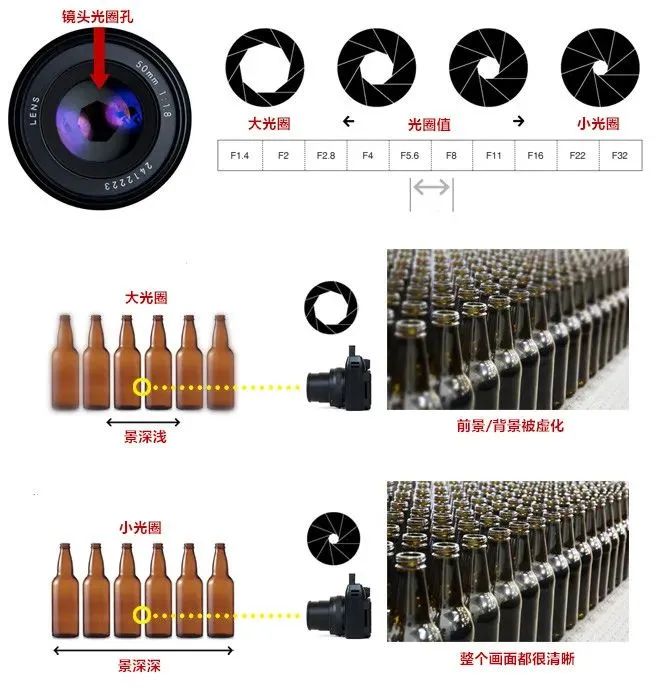 镜头光圈孔
LENS
50mm 1:1.8
2412223
大光圈
光圈值
小光圈
F1.4 F2 F2.8 F4 F5.6 F8 F11 F16 F22 F32
大光圈
景深浅
前景/背景被虚化
小光圈
景深深
整个画面都很清晰